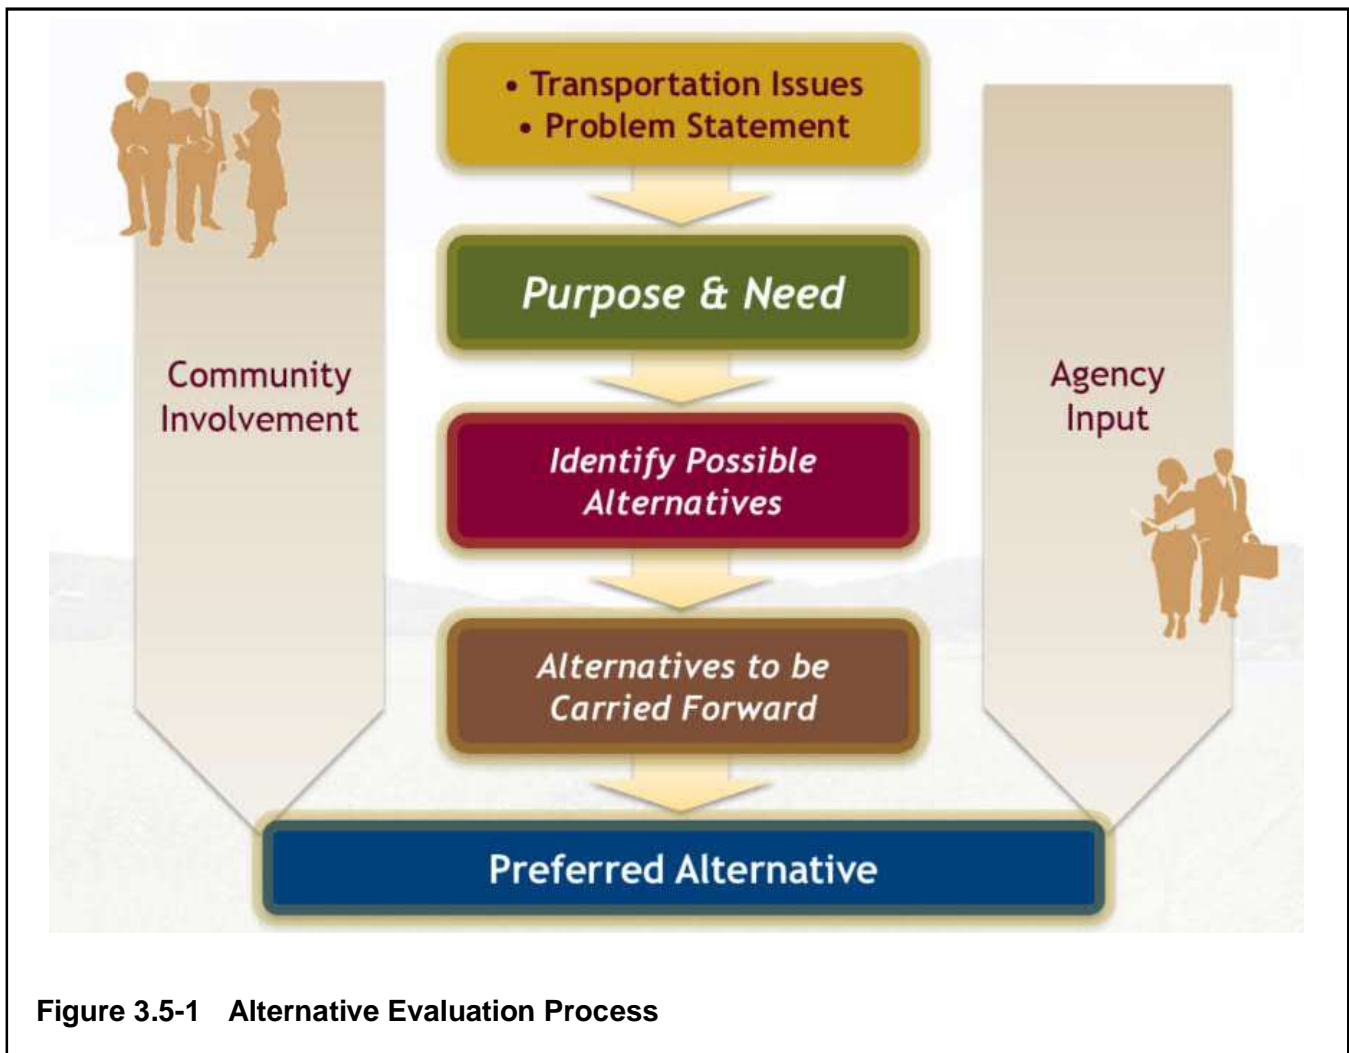 • Transportation Issues
• Problem Statement
Purpose & Need
Community
Involvement
Agency
Input
Identify Possible
Alternatives
Alternatives to be
Carried Forward
Preferred Alternative
Figure 3.5-1 Alternative Evaluation Process